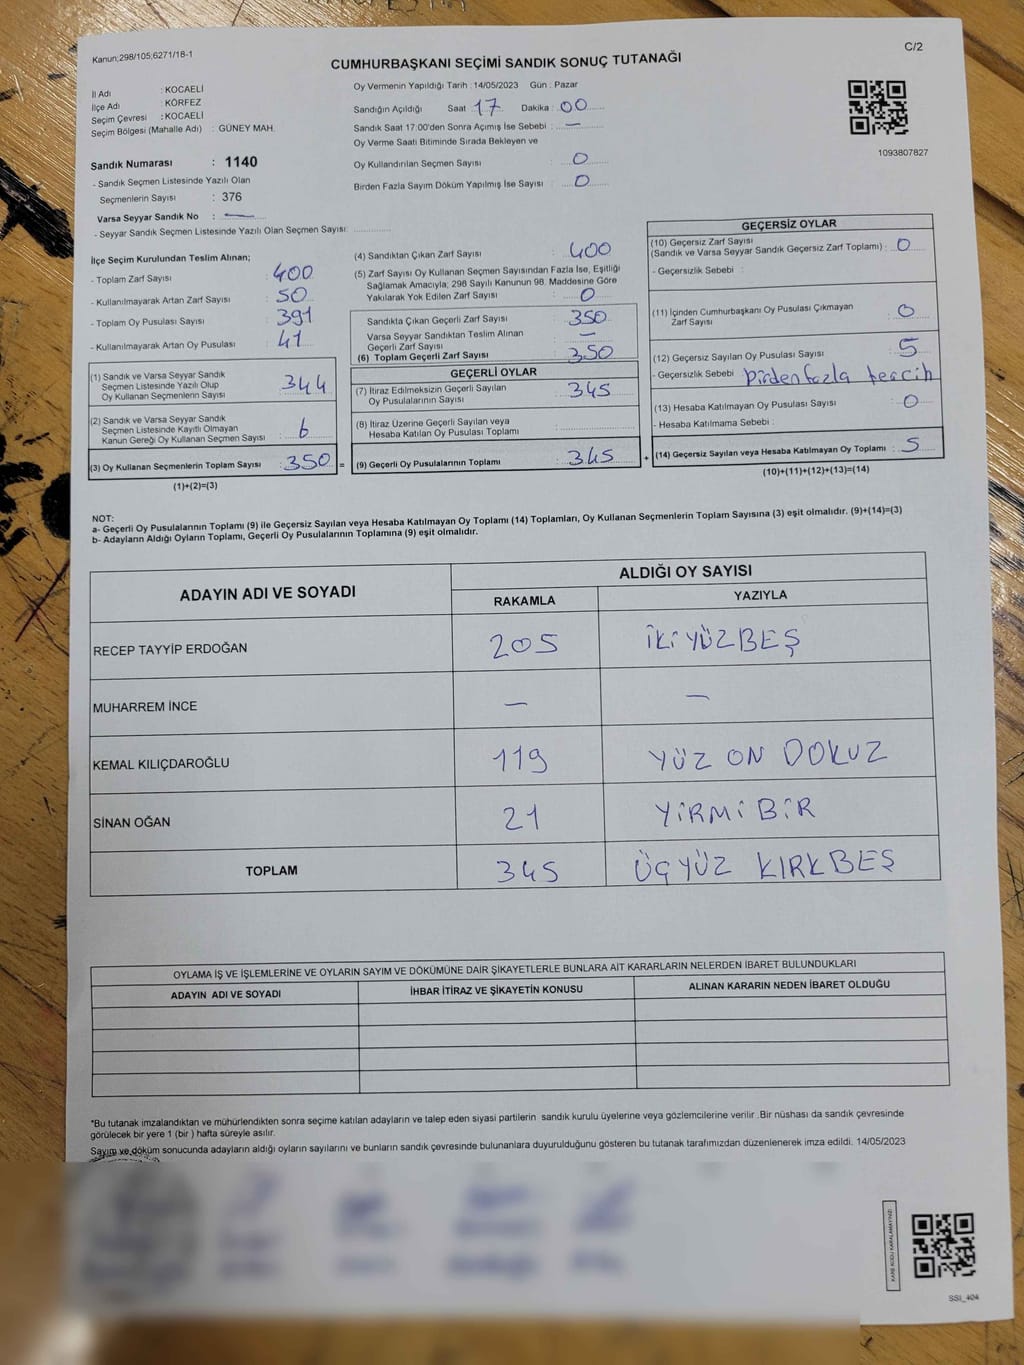 Kanun;298/105;6271/18-1
C/2
CUMHURBAŞKANI SEÇİMİ SANDIK SONUÇ TUTANAĞI
İl Adı : KOCAELİ
İlçe Adı : KÖRFEZ
Seçim Çevresi : KOCAELİ
Seçim Bölgesi (Mahalle Adı) : GÜNEY MAH.
Sandık Numarası : 1140
- Sandık Seçmen Listesinde Yazılı Olan
Seçmenlerin Sayısı : 376
Varsa Seyyar Sandık No : —
- Seyyar Sandık Seçmen Listesinde Yazılı Olan Seçmen Sayısı:
Oy Vermenin Yapıldığı Tarih : 14/05/2023 Gün : Pazar
Sandığın Açıldığı Saat : 17 Dakika : 00
Sandık Saat 17:00'den Sonra Açımış İse Sebebi : —
Oy Verme Saati Bitiminde Sırada Bekleyen ve
Oy Kullandırılan Seçmen Sayısı : 0
Birden Fazla Sayım Döküm Yapılmış İse Sayısı : 0
1093807827
İlçe Seçim Kurulundan Teslim Alınan;
- Toplam Zarf Sayısı : 400
- Kullanılmayarak Artan Zarf Sayısı : 50
- Toplam Oy Pusulası Sayısı : 391
- Kullanılmayarak Artan Oy Pusulası : 41
(1) Sandık ve Varsa Seyyar Sandık
Seçmen Listesinde Yazılı Olup
Oy Kullanan Seçmenlerin Sayısı : 344
(2) Sandık ve Varsa Seyyar Sandık
Seçmen Listesinde Kayıtlı Olmayan
Kanun Gereği Oy Kullanan Seçmen Sayısı : 6
(3) Oy Kullanan Seçmenlerin Toplam Sayısı : 350 =
(1)+(2)=(3)
(4) Sandıktan Çıkan Zarf Sayısı : 400
(5) Zarf Sayısı Oy Kullanan Seçmen Sayısından Fazla İse, Eşitliği
Sağlamak Amacıyla; 298 Sayılı Kanunun 98. Maddesine Göre
Yakılarak Yok Edilen Zarf Sayısı : 0
Sandıkta Çıkan Geçerli Zarf Sayısı : 350
Varsa Seyyar Sandıktan Teslim Alınan
Geçerli Zarf Sayısı : —
(6) Toplam Geçerli Zarf Sayısı : 350
GEÇERLİ OYLAR
(7) İtiraz Edilmeksizin Geçerli Sayılan
Oy Pusulalarının Sayısı : 345
(8) İtiraz Üzerine Geçerli Sayılan veya
Hesaba Katılan Oy Pusulası Toplamı :
(9) Geçerli Oy Pusulalarının Toplamı : 345 +
GEÇERSİZ OYLAR
(10) Geçersiz Zarf Sayısı
(Sandık ve Varsa Seyyar Sandık Geçersiz Zarf Toplamı) : 0
- Geçersizlik Sebebi :
(11) İçinden Cumhurbaşkanı Oy Pusulası Çıkmayan
Zarf Sayısı : 0
(12) Geçersiz Sayılan Oy Pusulası Sayısı : 5
- Geçersizlik Sebebi : birden fazla tercih
(13) Hesaba Katılmayan Oy Pusulası Sayısı : 0
- Hesaba Katılmama Sebebi :
(14) Geçersiz Sayılan veya Hesaba Katılmayan Oy Toplamı : 5
(10)+(11)+(12)+(13)=(14)
NOT:
a- Geçerli Oy Pusulalarının Toplamı (9) ile Geçersiz Sayılan veya Hesaba Katılmayan Oy Toplamı (14) Toplamları, Oy Kullanan Seçmenlerin Toplam Sayısına (3) eşit olmalıdır. (9)+(14)=(3)
b- Adayların Aldığı Oyların Toplamı, Geçerli Oy Pusulalarının Toplamına (9) eşit olmalıdır.
ADAYIN ADI VE SOYADI ALDIĞI OY SAYISI
RAKAMLA YAZIYLA
RECEP TAYYİP ERDOĞAN 205 İKİ YÜZ BEŞ
MUHARREM İNCE — —
KEMAL KILIÇDAROĞLU 119 YÜZ ON DOKUZ
SİNAN OĞAN 21 YİRMİ BİR
TOPLAM 345 ÜÇ YÜZ KIRKBEŞ
OYLAMA İŞ VE İŞLEMLERİNE VE OYLARIN SAYIM VE DÖKÜMÜNE DAİR ŞİKAYETLERLE BUNLARA AİT KARARLARIN NELERDEN İBARET BULUNDUKLARI
ADAYIN ADI VE SOYADI İHBAR İTİRAZ VE ŞİKAYETİN KONUSU ALINAN KARARIN NEDEN İBARET OLDUĞU
*Bu tutanak imzalandıktan ve mühürlendikten sonra seçime katılan adayların ve talep eden siyasi partilerin sandık kurulu üyelerine veya gözlemcilerine verilir .Bir nüshası da sandık çevresinde
görülecek bir yere 1 (bir ) hafta süreyle asılır.
Sayım ve döküm sonucunda adayların aldığı oyların sayılarını ve bunların sandık çevresinde bulunanlara duyurulduğunu gösteren bu tutanak tarafımızdan düzenlenerek imza edildi. 14/05/2023
KARE KODU KARALAMAYINIZ!
SSI_404